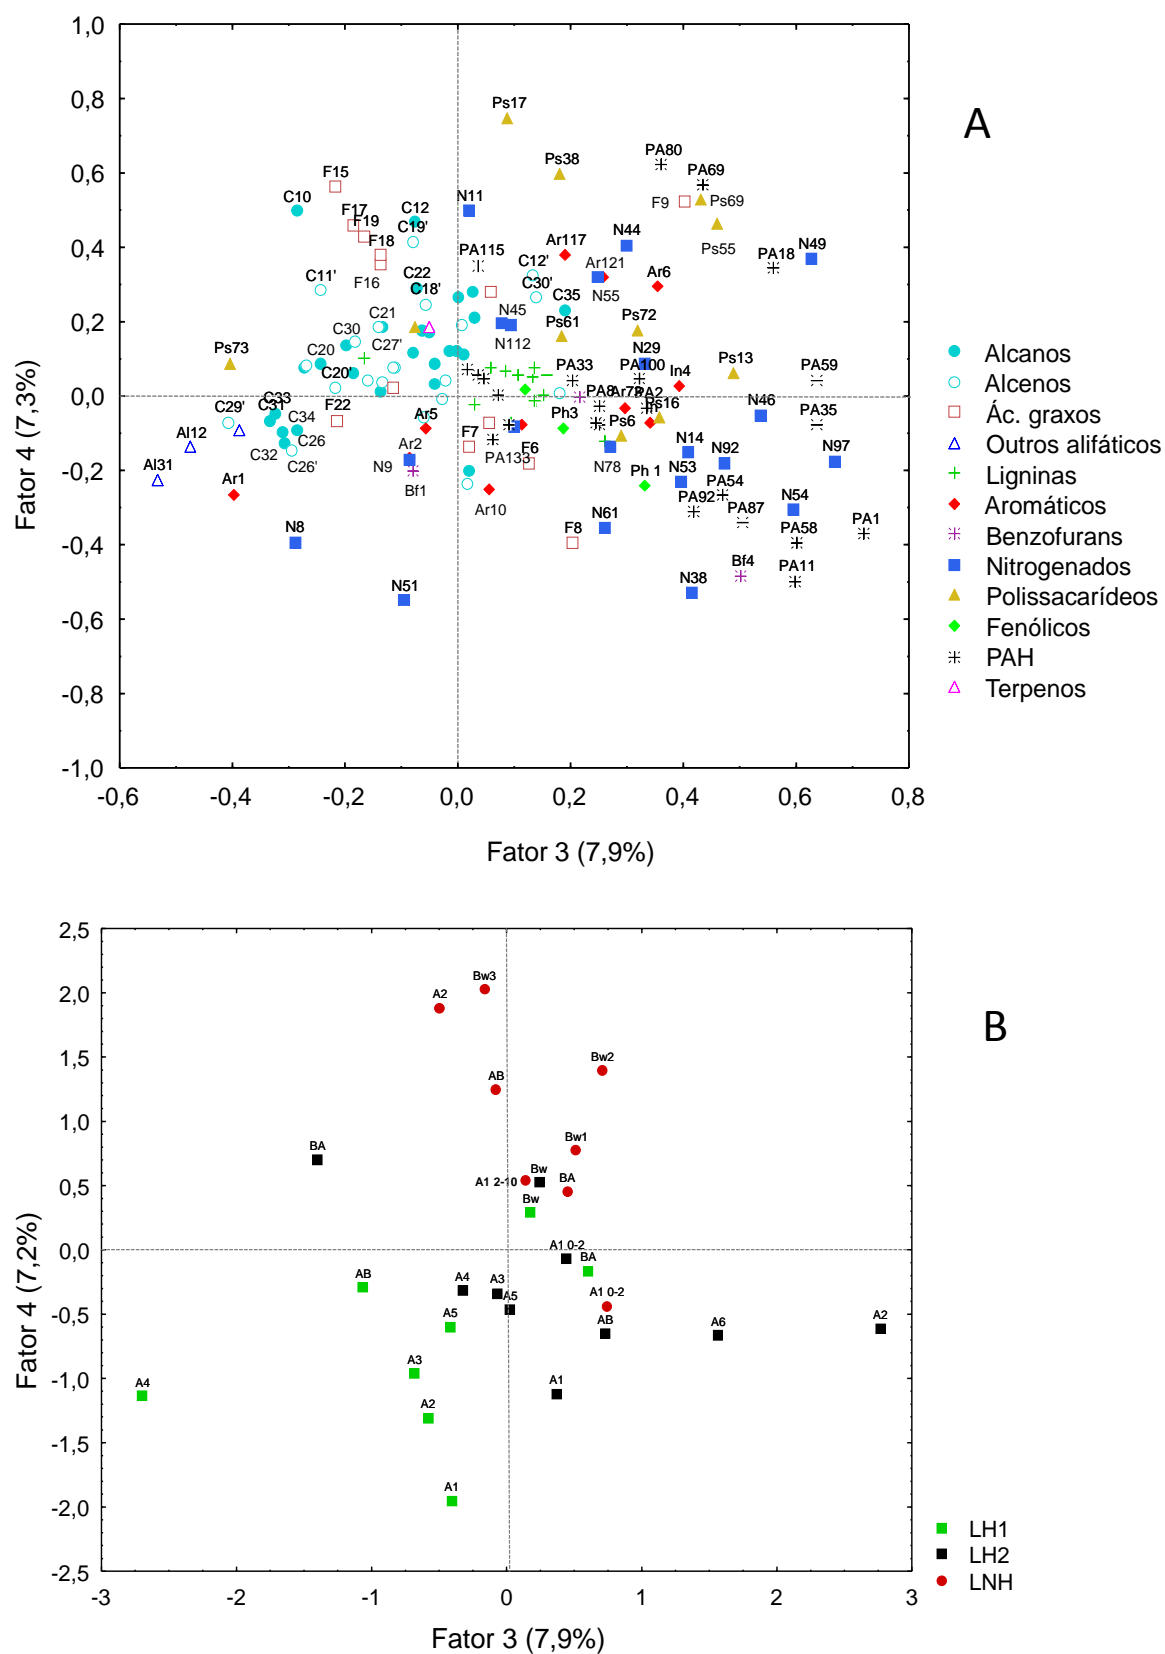 1,0
0,8
Ps17
A
PA80
0,6
Ps38
PA69
F15
C10
F17
F19
C12
N11
F9
Ps69
0,4
F18
C19'
PA115
Ar117
N44
Ps55
PA18
N49
C11'
F16
C22
C18'
C12'
C30'
Ar121
N55
Ar6
0,2
C30
C21
C27'
N45
N112
C35
Ps61
Ps72
Ps73
C20
C20'
PA33
N29
PA100
In4
Ps13
PA59
0,0
C29'
C33
C31
C34
F22
Ar5
PA8
Ar78
PA2
Ps16
N46
PA35
Al12
C32
C26
C26'
Ar2
F7
Ph3
F6
Ps6
-0,2
Al31
Ar1
N9
Bf1
PA133
Ar10
N78
Ph 1
N14
N53
N92
PA54
N97
N8
F8
N61
PA92
PA87
N54
PA58
PA1
-0,4
N51
N38
Bf4
PA11
-0,6
-0,8
-1,0
-0,6
-0,4
-0,2
0,0
0,2
0,4
0,6
0,8
Fator 4 (7,3%)
Fator 3 (7,9%)
Alcanos
Alcenos
Ác. graxos
Outros alifáticos
Ligninas
Aromáticos
Benzofurans
Nitrogenados
Polissacarídeos
Fenólicos
PAH
Terpenos
2,5
2,0
A2
Bw3
B
1,5
AB
Bw2
1,0
BA
Bw1
0,5
A1 2-10
Bw
BA
Bw
0,0
A1 0-2
BA
AB
A4
A3
A5
A1 0-2
-0,5
A5
AB
A6
A2
-1,0
A4
A3
A1
A2
-1,5
A1
-2,0
-2,5
-3
-2
-1
0
1
2
3
Fator 4 (7,2%)
Fator 3 (7,9%)
LH1
LH2
LNH